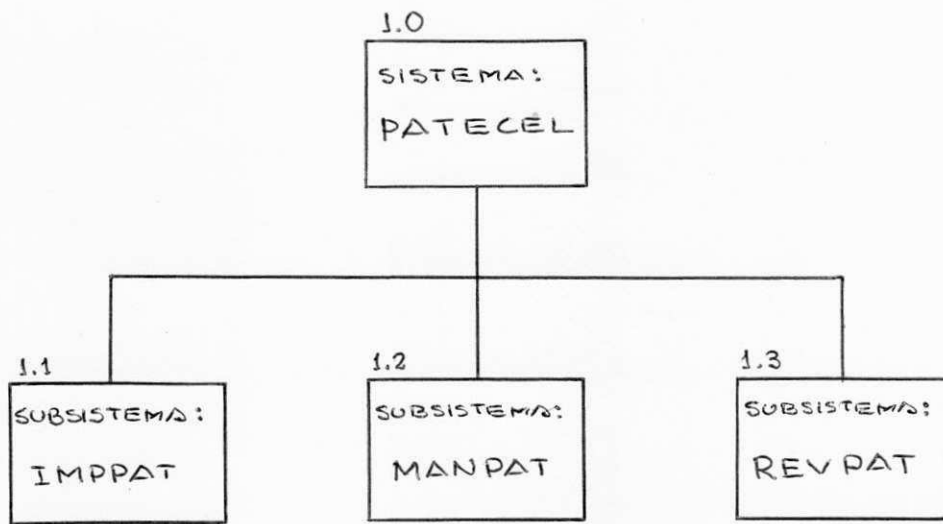 1.0
SISTEMA:
PATECEL
1.1
SUBSISTEMA:
IMPPAT
1.2
SUBSISTEMA:
MANPAT
1.3
SUBSISTEMA:
REVPAT